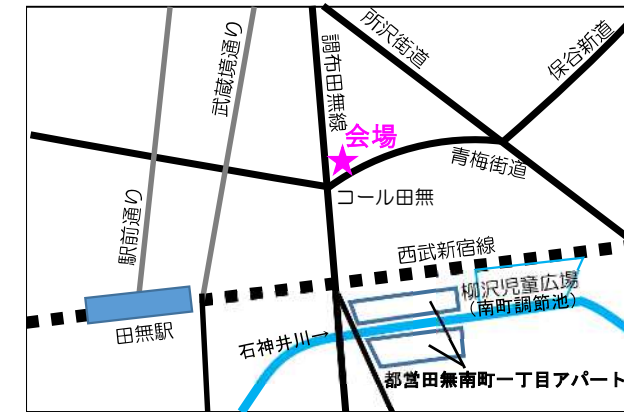 所沢街道
保谷新道
武蔵境通り
調布田無線
会場
青梅街道
コール田無
駅前通り
西武新宿線
柳沢児童広場
（南町調節池）
田無駅
石神井川→
都営田無南町一丁目アパート